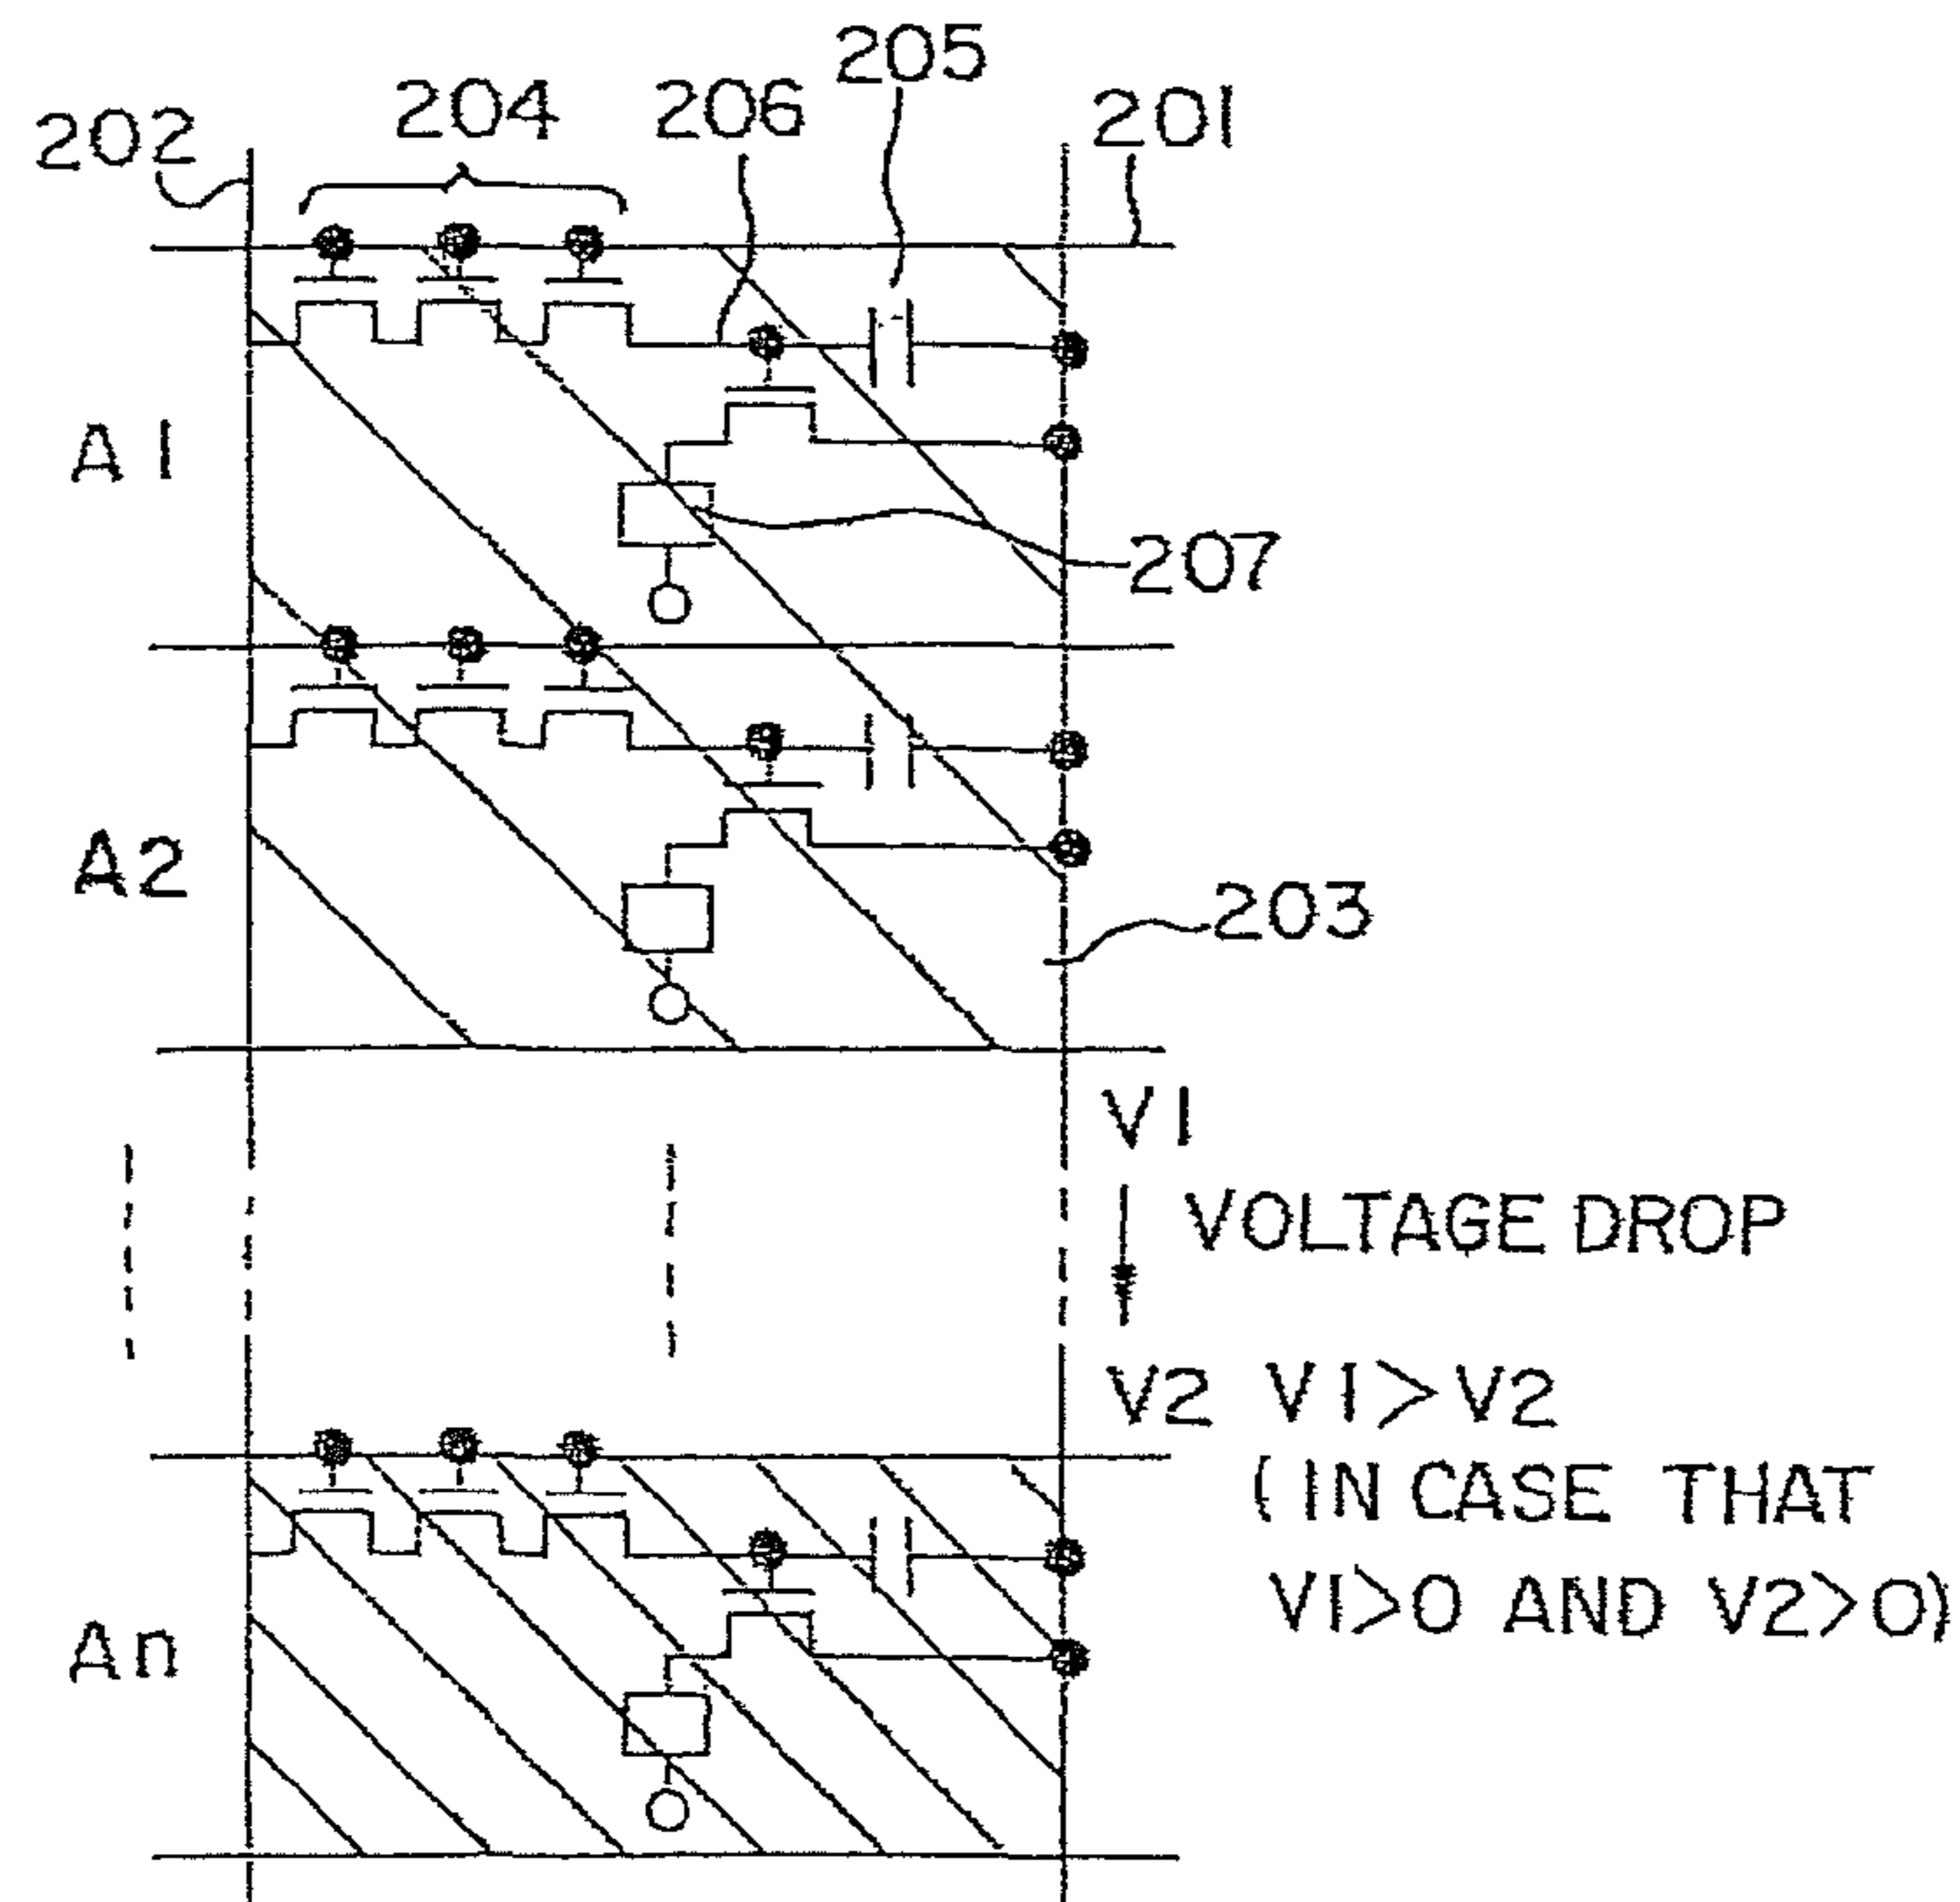 205
204
206
201
202
A1
207
A2
203
V1
VOLTAGE DROP
V2 V1>V2
(IN CASE THAT
V1>0 AND V2>0)
An